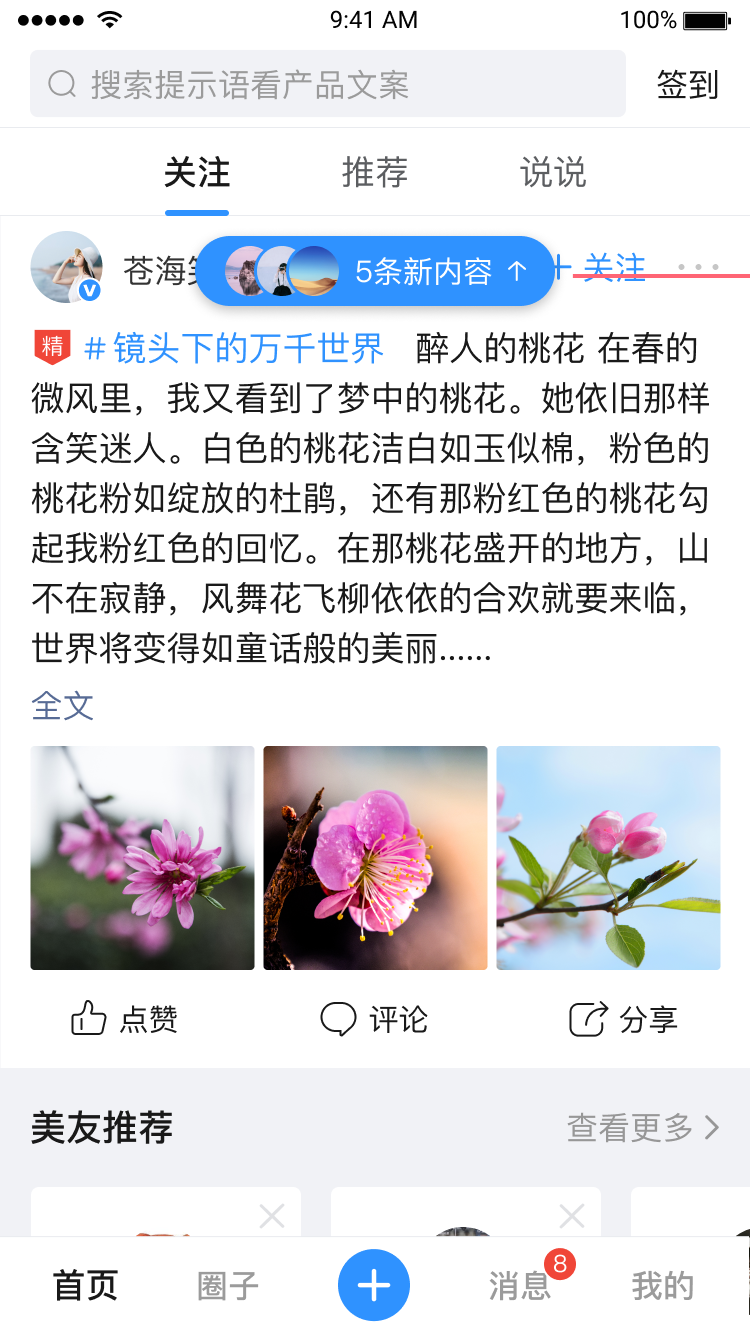 9:41 AM 100%
搜索提示语看产品文案 签到
关注 推荐 说说
苍海 5条新内容 ↑ + 关注 ...
V
精 #镜头下的万千世界 醉人的桃花 在春的
微风里，我又看到了梦中的桃花。她依旧那样
含笑迷人。白色的桃花洁白如玉似棉，粉色的
桃花粉如绽放的杜鹃，还有那粉红色的桃花勾
起我粉红色的回忆。在那桃花盛开的地方，山
不在寂静，风舞花飞柳依依的合欢就要来临，
世界将变得如童话般的美丽......
全文
点赞 评论 分享
美友推荐 查看更多
首页 圈子 消息 8 我的